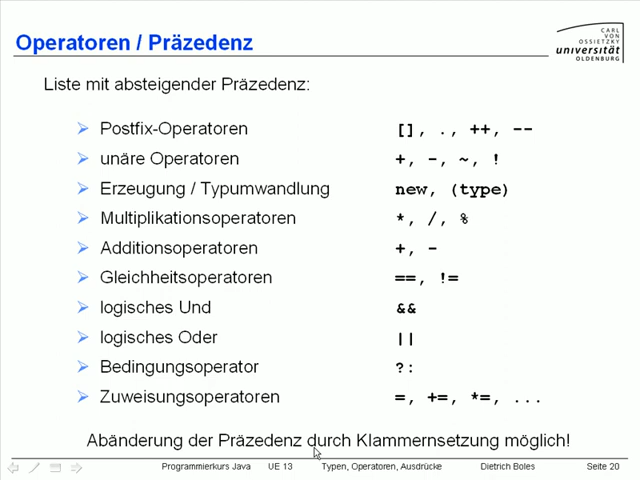 Operatoren / Präzedenz
CARL
VON
OSSIETZKY
universität
OLDENBURG
Liste mit absteigender Präzedenz:
Postfix-Operatoren [], ., ++, --
unäre Operatoren +, -, ~, !
Erzeugung / Typumwandlung new, (type)
Multiplikationsoperatoren *, /, %
Additionsoperatoren +, -
Gleichheitsoperatoren ==, !=
logisches Und &&
logisches Oder ||
Bedingungsoperator ?:
Zuweisungsoperatoren =, +=, *=, ...
Abänderung der Präzedenz durch Klammernsetzung möglich!
Programmierkurs Java UE 13 Typen, Operatoren, Ausdrücke Dietrich Boles Seite 20